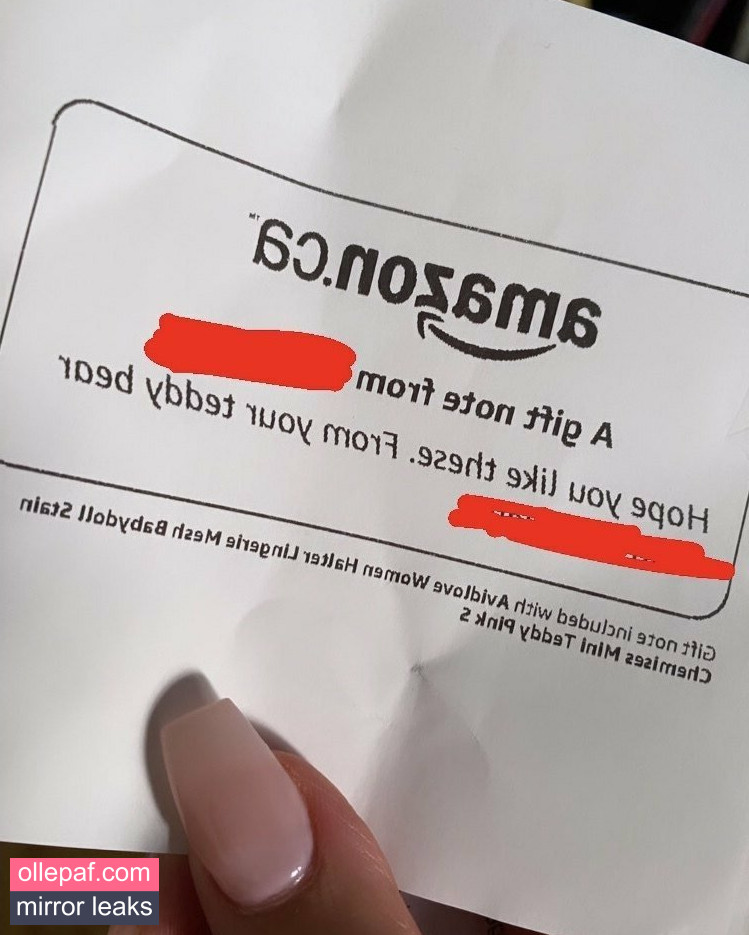 amazon.ca™
A gift note from
Hope you like these. From your teddy bear
Gift note included with Avidlove Women Halter Lingerie Mesh Babydoll Stain
Chemises Mini Teddy Pink S
ollepaf.com
mirror leaks